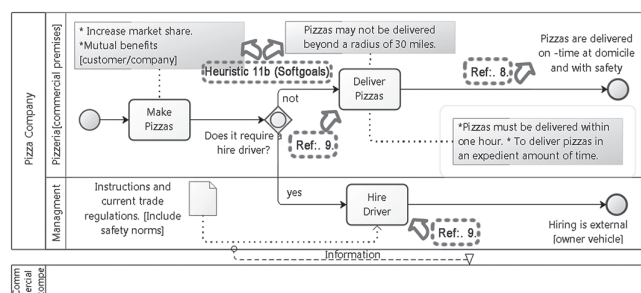 Pizza Company
Pizzeria[commercial premises]
* Increase market share.
*Mutual benefits
[customer/company]
Pizzas may not be delivered
beyond a radius of 30 miles.
Pizzas are delivered
on -time at domicile
and with safety
Heuristic 11b (Softgoals)
Ref:. 8.
Make
Pizzas
not
Deliver
Pizzas
Does it require a
hire driver?
Ref:. 9.
*Pizzas must be delivered within
one hour. * To deliver pizzas in
an expedient amount of time.
Managment
Instructions and
current trade
regulations. [Include
safety norms]
yes
Hire
Driver
Ref:. 9.
Hiring is external
[owner vehicle]
Information
Comm
ercial
ompe